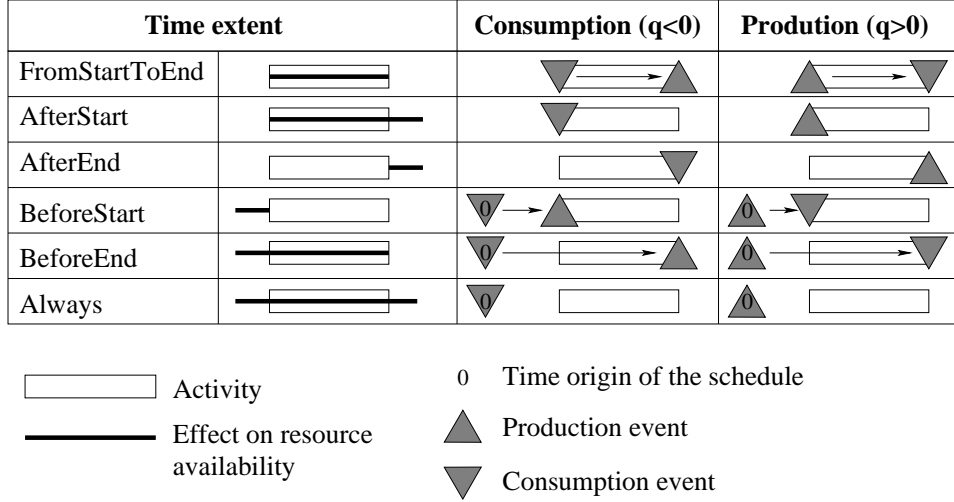 Time extent Consumption (q<0) Prodution (q>0)
FromStartToEnd
AfterStart
AfterEnd
BeforeStart 0 0
BeforeEnd 0 0
Always 0 0
Activity
Effect on resource
availability
0 Time origin of the schedule
Production event
Consumption event